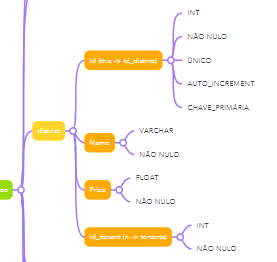 INT
NÃO NULO
Id (this -> Id_district)
ÚNICO
AUTO_INCREMENT
CHAVE_PRIMÁRIA
district
VARCHAR
Name
NÃO NULO
FLOAT
Price
os
NÃO NULO
INT
Id_tenant (n -> tenants)
NÃO NULO